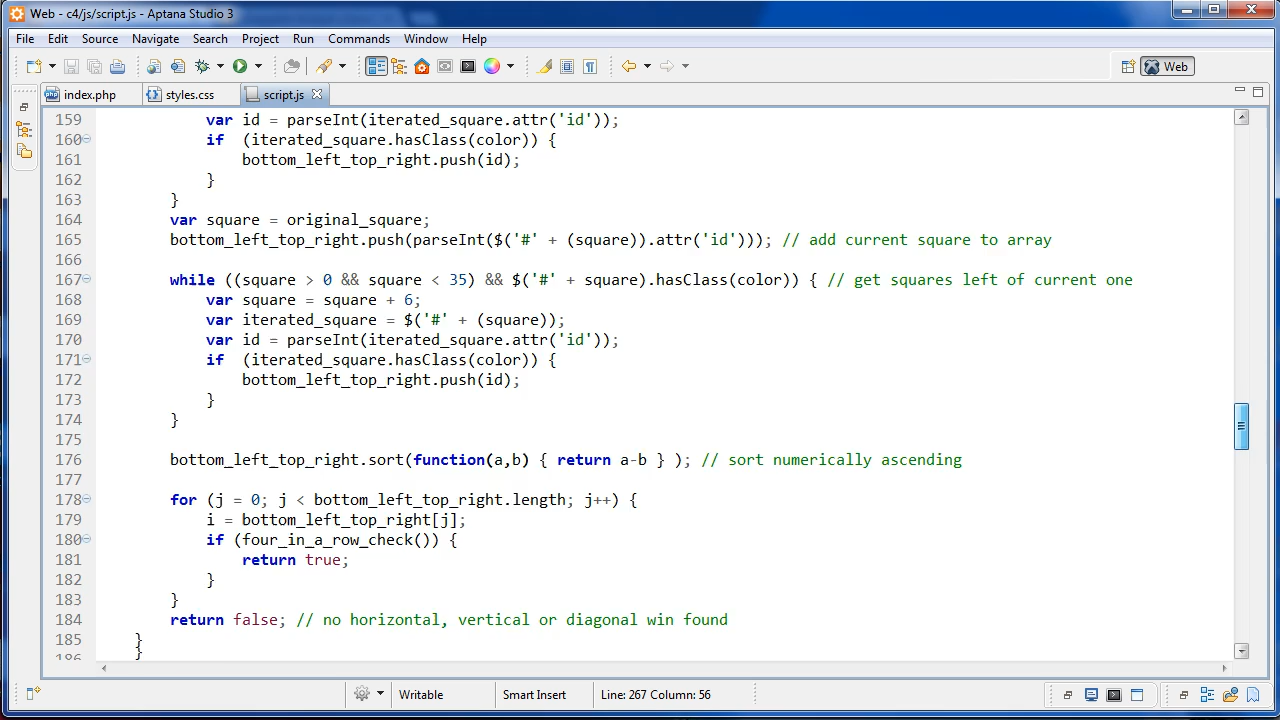 Web - c4/js/script.js - Aptana Studio 3
File Edit Source Navigate Search Project Run Commands Window Help
Web
index.php styles.css script.js
159 var id = parseInt(iterated_square.attr('id'));
160 if (iterated_square.hasClass(color)) {
161 bottom_left_top_right.push(id);
162 }
163 }
164 var square = original_square;
165 bottom_left_top_right.push(parseInt($('#' + (square)).attr('id'))); // add current square to array
166
167 while ((square > 0 && square < 35) && $('#' + square).hasClass(color)) { // get squares left of current one
168 var square = square + 6;
169 var iterated_square = $('#' + (square));
170 var id = parseInt(iterated_square.attr('id'));
171 if (iterated_square.hasClass(color)) {
172 bottom_left_top_right.push(id);
173 }
174 }
175
176 bottom_left_top_right.sort(function(a,b) { return a-b } ); // sort numerically ascending
177
178 for (j = 0; j < bottom_left_top_right.length; j++) {
179 i = bottom_left_top_right[j];
180 if (four_in_a_row_check()) {
181 return true;
182 }
183 }
184 return false; // no horizontal, vertical or diagonal win found
185 }
186 }
Writable Smart Insert Line: 267 Column: 56